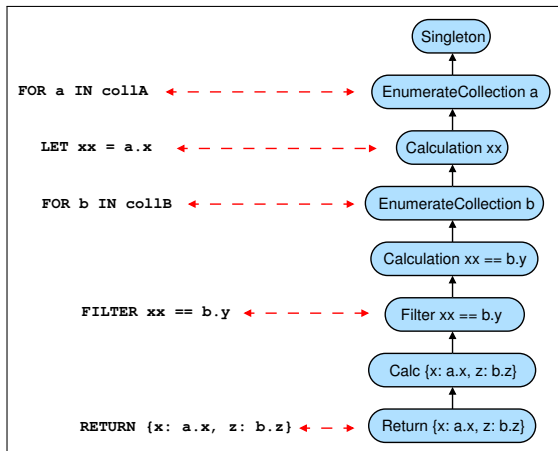 Singleton
FOR a IN collA
EnumerateCollection a
LET xx = a.x
Calculation xx
FOR b IN collB
EnumerateCollection b
Calculation xx == b.y
FILTER xx == b.y
Filter xx == b.y
Calc {x: a.x, z: b.z}
RETURN {x: a.x, z: b.z}
Return {x: a.x, z: b.z}